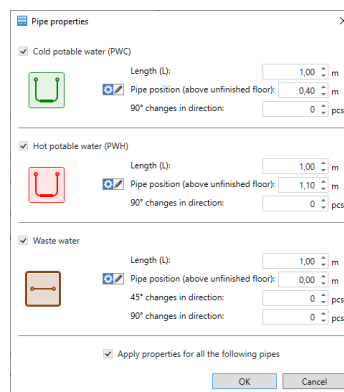 Pipe properties
Cold potable water (PWC)
Length (L): 1,00 m
Pipe position (above unfinished floor): 0,40 m
90° changes in direction: 0 pcs
Hot potable water (PWH)
Length (L): 1,00 m
Pipe position (above unfinished floor): 1,10 m
90° changes in direction: 0 pcs
Waste water
Length (L): 1,00 m
Pipe position (above unfinished floor): 0,00 m
45° changes in direction: 0 pcs
90° changes in direction: 0 pcs
Apply properties for all the following pipes
OK Cancel